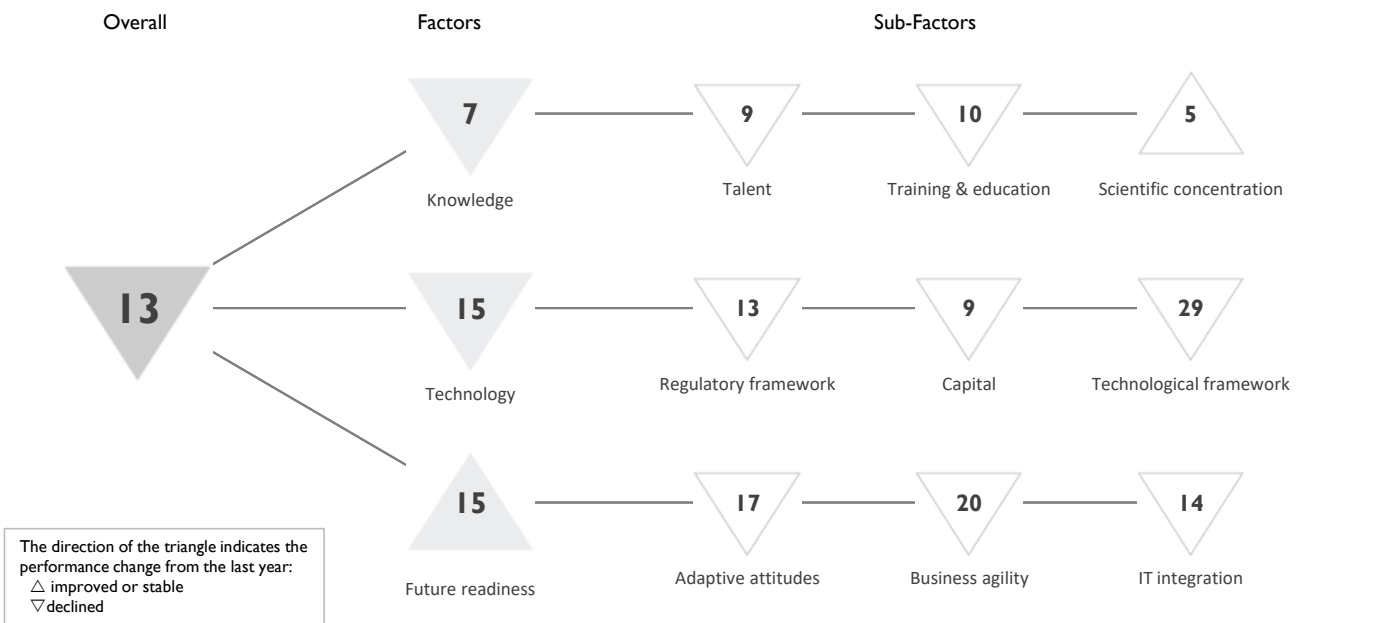 Overall Factors Sub-Factors
7 9 10 5
Knowledge Talent Training & education Scientific concentration
13
15 13 9 29
Technology Regulatory framework Capital Technological framework
15 17 20 14
Future readiness Adaptive attitudes Business agility IT integration
The direction of the triangle indicates the
performance change from the last year:
△ improved or stable
▽ declined